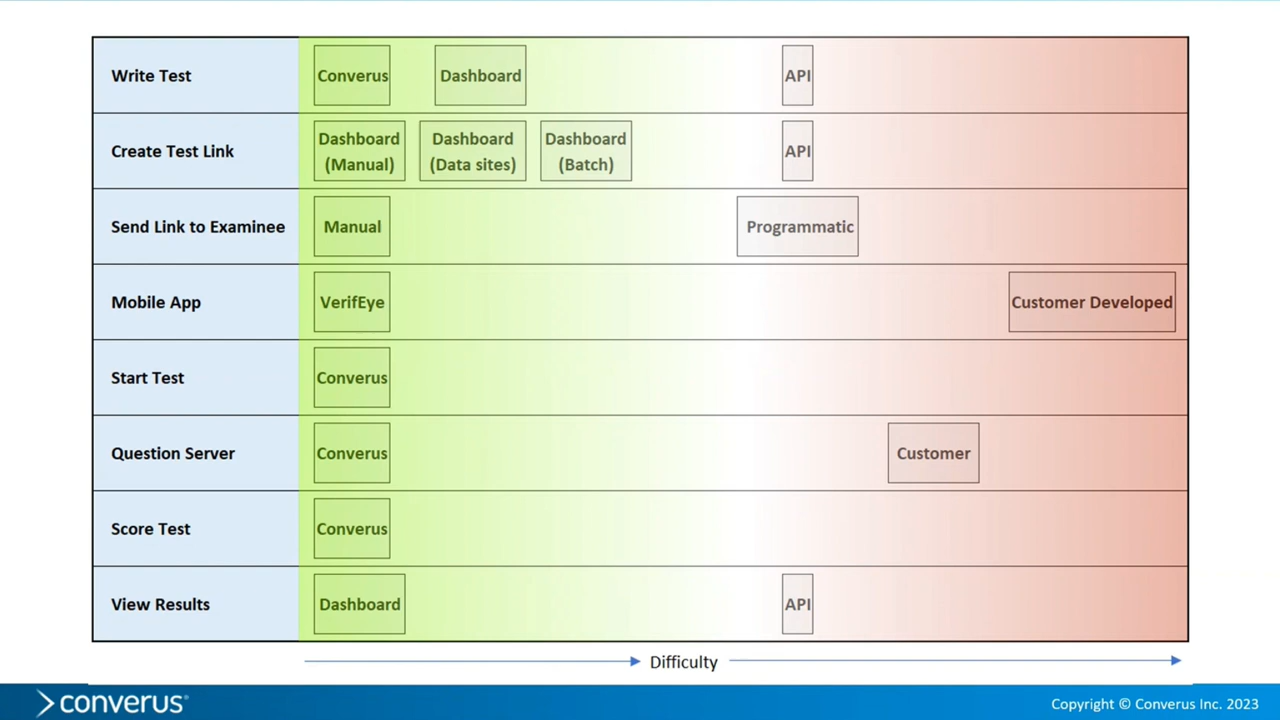 Write Test Converus Dashboard API
Create Test Link Dashboard (Manual) Dashboard (Data sites) Dashboard (Batch) API
Send Link to Examinee Manual Programmatic
Mobile App VerifEye Customer Developed
Start Test Converus
Question Server Converus Customer
Score Test Converus
View Results Dashboard API
Difficulty
converus®
Copyright © Converus Inc. 2023